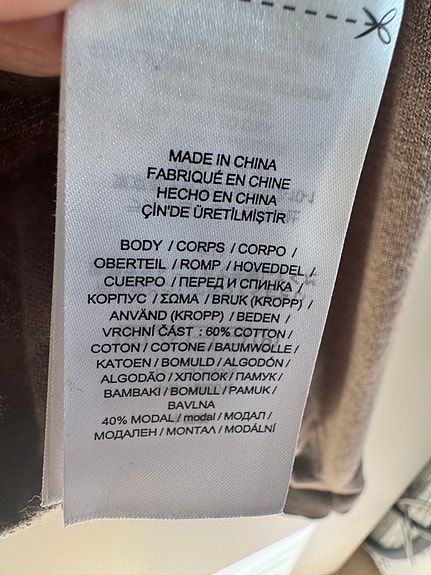 MADE IN CHINA
FABRIQUÉ EN CHINE
HECHO EN CHINA
ÇİN'DE ÜRETİLMİŞTİR
BODY / CORPS / CORPO /
OBERTEIL / ROMP / HOVEDDEL /
CUERPO / ПЕРЕД И СПИНКА /
КОРПУС / ΣΩΜΑ / BRUK (KROPP) /
ANVÄND (KROPP) / BEDEN /
VRCHNÍ ČÁST : 60% COTTON /
COTON / COTONE / BAUMWOLLE /
KATOEN / BOMULD / ALGODÓN /
ALGODÃO / ХЛОПОК / ПАМУК /
BAMBAKI / BOMULL / PAMUK /
BAVLNA
40% MODAL / modal / МОДАЛ /
МОДАЛЕН / ΜΟΝΤΑΛ / MODÁLNÍ